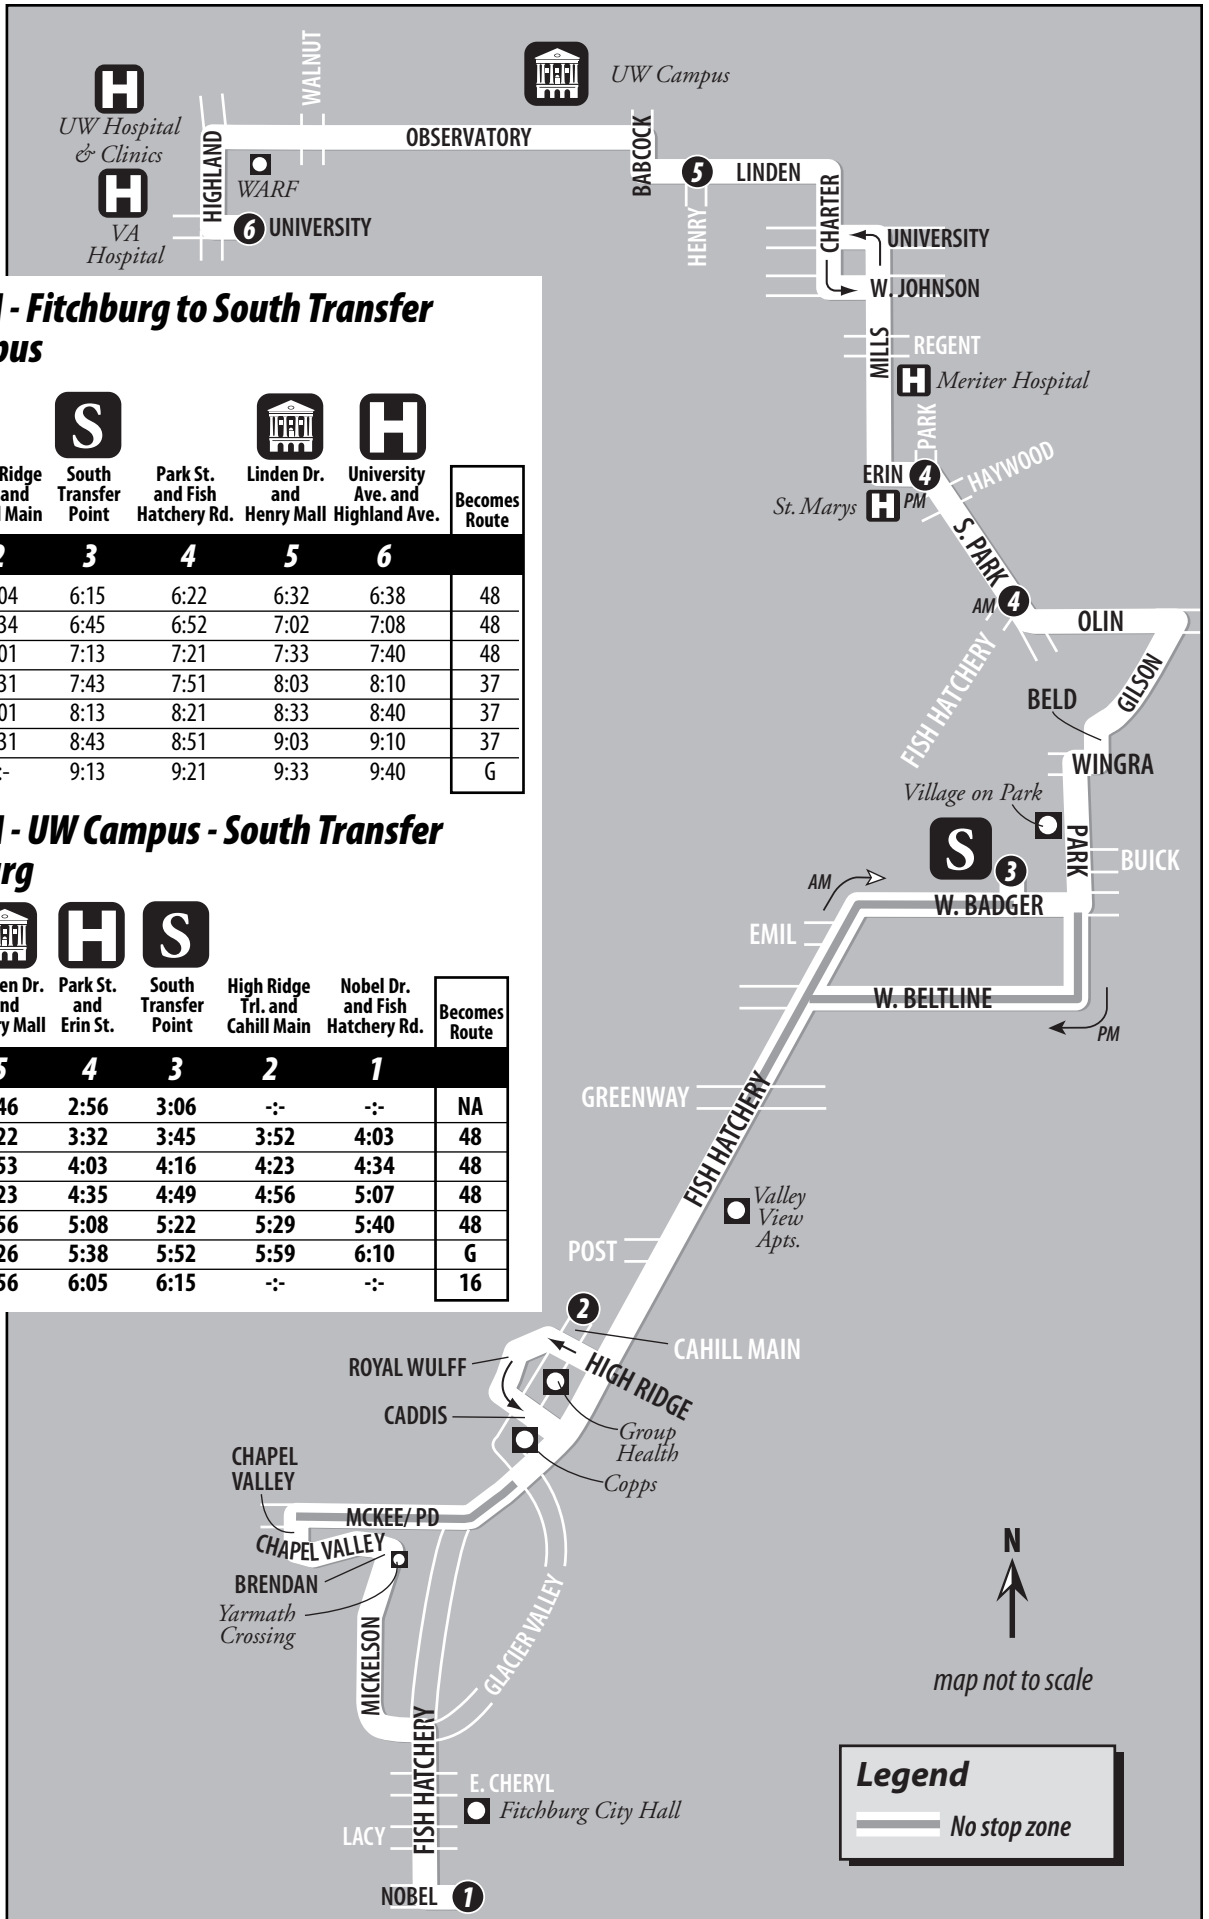 WALNUT
UW Campus
UW Hospital
& Clinics
OBSERVATORY
BABCOCK
HIGHLAND
WARF
5
LINDEN
CHARTER
VA
Hospital
6 UNIVERSITY
HENRY
UNIVERSITY
W. JOHNSON
MILLS
REGENT
H Meriter Hospital
PARK
ERIN 4
PM
HAYWOOD
St. Marys H
S. PARK
AM 4
OLIN
FISH HATCHERY
GILSON
BELD
WINGRA
Village on Park
PARK
BUICK
S
3
AM
W. BADGER
EMIL
W. BELTLINE
PM
GREENWAY
FISH HATCHERY
Valley
View
Apts.
POST
2
CAHILL MAIN
ROYAL WULFF
HIGH RIDGE
CADDIS
Group
Health
Copps
CHAPEL
VALLEY
MCKEE/ PD
CHAPEL VALLEY
BRENDAN
Yarmath
Crossing
MICKELSON
GLACIER VALLEY
FISH HATCHERY
E. CHERYL
Fitchburg City Hall
LACY
NOBEL 1
N
map not to scale
Legend
No stop zone
H
H
- Fitchburg to South Transfer
S
H
Ridge
and
Main
South
Transfer
Point
Park St.
and Fish
Hatchery Rd.
Linden Dr.
and
Henry Mall
University
Ave. and
Highland Ave.
Becomes
Route
3 4 5 6
04 6:15 6:22 6:32 6:38 48
34 6:45 6:52 7:02 7:08 48
01 7:13 7:21 7:33 7:40 48
31 7:43 7:51 8:03 8:10 37
01 8:13 8:21 8:33 8:40 37
31 8:43 8:51 9:03 9:10 37
:- 9:13 9:21 9:33 9:40 G
- UW Campus - South Transfer
H
S
en Dr.
nd
y Mall
Park St.
and
Erin St.
South
Transfer
Point
High Ridge
Trl. and
Cahill Main
Nobel Dr.
and Fish
Hatchery Rd.
Becomes
Route
5 4 3 2 1
46 2:56 3:06 -:- -:- NA
22 3:32 3:45 3:52 4:03 48
53 4:03 4:16 4:23 4:34 48
23 4:35 4:49 4:56 5:07 48
56 5:08 5:22 5:29 5:40 48
26 5:38 5:52 5:59 6:10 G
56 6:05 6:15 -:- -:- 16